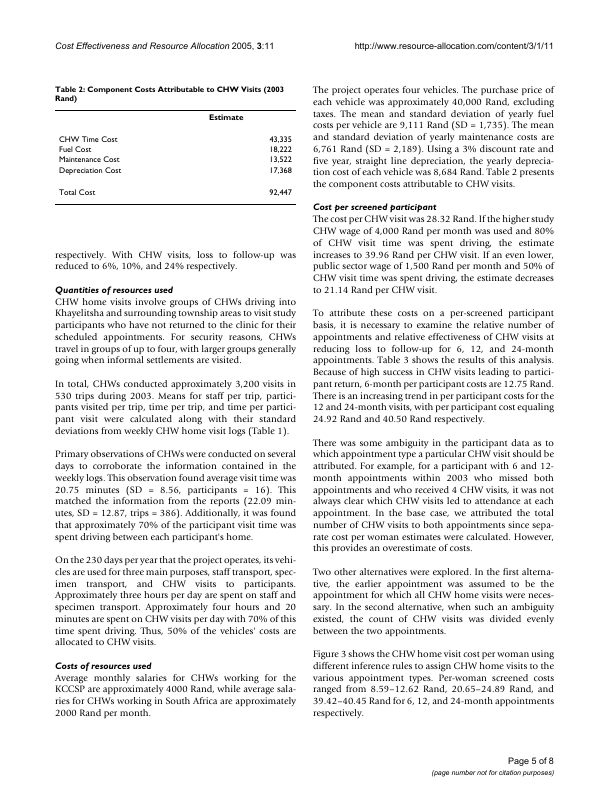 Cost Effectiveness and Resource Allocation 2005, 3:11
http://www.resource-allocation.com/content/3/1/11
Table 2: Component Costs Attributable to CHW Visits (2003
Rand)
Estimate
CHW Time Cost 43,335
Fuel Cost 18,222
Maintenance Cost 13,522
Depreciation Cost 17,368
Total Cost 92,447
respectively. With CHW visits, loss to follow-up was
reduced to 6%, 10%, and 24% respectively.
Quantities of resources used
CHW home visits involve groups of CHWs driving into
Khayelitsha and surrounding township areas to visit study
participants who have not returned to the clinic for their
scheduled appointments. For security reasons, CHWs
travel in groups of up to four, with larger groups generally
going when informal settlements are visited.
In total, CHWs conducted approximately 3,200 visits in
530 trips during 2003. Means for staff per trip, partici-
pants visited per trip, time per trip, and time per partici-
pant visit were calculated along with their standard
deviations from weekly CHW home visit logs (Table 1).
Primary observations of CHWs were conducted on several
days to corroborate the information contained in the
weekly logs. This observation found average visit time was
20.75 minutes (SD = 8.56, participants = 16). This
matched the information from the reports (22.09 min-
utes, SD = 12.87, trips = 386). Additionally, it was found
that approximately 70% of the participant visit time was
spent driving between each participant's home.
On the 230 days per year that the project operates, its vehi-
cles are used for three main purposes, staff transport, spec-
imen transport, and CHW visits to participants.
Approximately three hours per day are spent on staff and
specimen transport. Approximately four hours and 20
minutes are spent on CHW visits per day with 70% of this
time spent driving. Thus, 50% of the vehicles' costs are
allocated to CHW visits.
Costs of resources used
Average monthly salaries for CHWs working for the
KCCSP are approximately 4000 Rand, while average sala-
ries for CHWs working in South Africa are approximately
2000 Rand per month.
The project operates four vehicles. The purchase price of
each vehicle was approximately 40,000 Rand, excluding
taxes. The mean and standard deviation of yearly fuel
costs per vehicle are 9,111 Rand (SD = 1,735). The mean
and standard deviation of yearly maintenance costs are
6,761 Rand (SD = 2,189). Using a 3% discount rate and
five year, straight line depreciation, the yearly deprecia-
tion cost of each vehicle was 8,684 Rand. Table 2 presents
the component costs attributable to CHW visits.
Cost per screened participant
The cost per CHW visit was 28.32 Rand. If the higher study
CHW wage of 4,000 Rand per month was used and 80%
of CHW visit time was spent driving, the estimate
increases to 39.96 Rand per CHW visit. If an even lower,
public sector wage of 1,500 Rand per month and 50% of
CHW visit time was spent driving, the estimate decreases
to 21.14 Rand per CHW visit.
To attribute these costs on a per-screened participant
basis, it is necessary to examine the relative number of
appointments and relative effectiveness of CHW visits at
reducing loss to follow-up for 6, 12, and 24-month
appointments. Table 3 shows the results of this analysis.
Because of high success in CHW visits leading to partici-
pant return, 6-month per participant costs are 12.75 Rand.
There is an increasing trend in per participant costs for the
12 and 24-month visits, with per participant cost equaling
24.92 Rand and 40.50 Rand respectively.
There was some ambiguity in the participant data as to
which appointment type a particular CHW visit should be
attributed. For example, for a participant with 6 and 12-
month appointments within 2003 who missed both
appointments and who received 4 CHW visits, it was not
always clear which CHW visits led to attendance at each
appointment. In the base case, we attributed the total
number of CHW visits to both appointments since sepa-
rate cost per woman estimates were calculated. However,
this provides an overestimate of costs.
Two other alternatives were explored. In the first alterna-
tive, the earlier appointment was assumed to be the
appointment for which all CHW home visits were neces-
sary. In the second alternative, when such an ambiguity
existed, the count of CHW visits was divided evenly
between the two appointments.
Figure 3 shows the CHW home visit cost per woman using
different inference rules to assign CHW home visits to the
various appointment types. Per-woman screened costs
ranged from 8.59–12.62 Rand, 20.65–24.89 Rand, and
39.42–40.45 Rand for 6, 12, and 24-month appointments
respectively.
Page 5 of 8
(page number not for citation purposes)